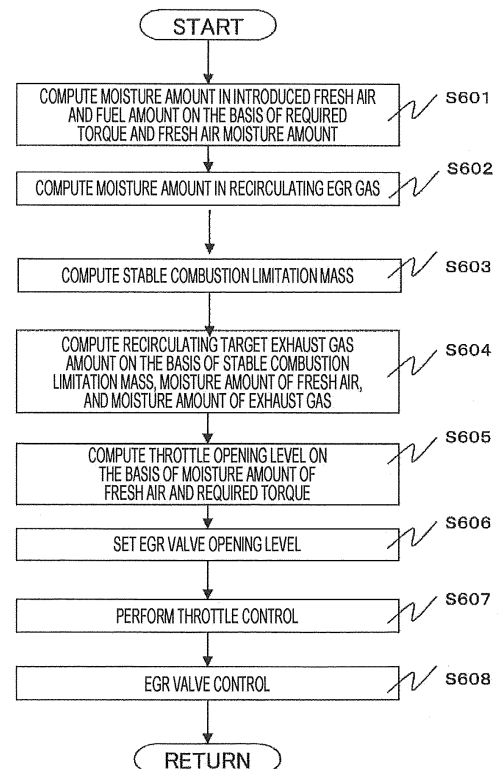 START
COMPUTE MOISTURE AMOUNT IN INTRODUCED FRESH AIR
AND FUEL AMOUNT ON THE BASIS OF REQUIRED
TORQUE AND FRESH AIR MOISTURE AMOUNT
S601
COMPUTE MOISTURE AMOUNT IN RECIRCULATING EGR GAS
S602
COMPUTE STABLE COMBUSTION LIMITATION MASS
S603
COMPUTE RECIRCULATING TARGET EXHAUST GAS
AMOUNT ON THE BASIS OF STABLE COMBUSTION
LIMITATION MASS, MOISTURE AMOUNT OF FRESH AIR,
AND MOISTURE AMOUNT OF EXHAUST GAS
S604
COMPUTE THROTTLE OPENING LEVEL ON
THE BASIS OF MOISTURE AMOUNT OF
FRESH AIR AND REQUIRED TORQUE
S605
SET EGR VALVE OPENING LEVEL
S606
PERFORM THROTTLE CONTROL
S607
EGR VALVE CONTROL
S608
RETURN